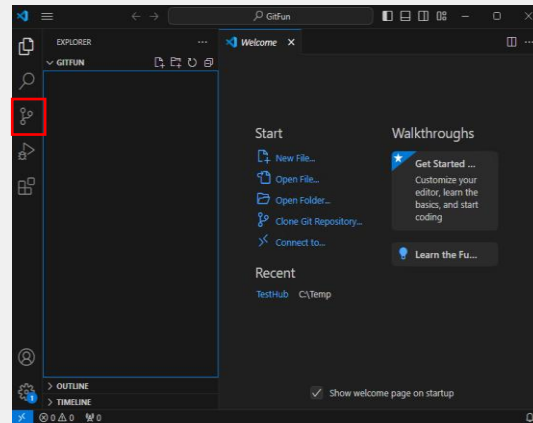 GitFun
EXPLORER
Welcome
GITFUN
Start
New File...
Open File...
Open Folder...
Clone Git Repository...
Connect to...
Recent
TestHub C:\Temp
Walkthroughs
Get Started ...
Customize your
editor, learn the
basics, and start
coding
Learn the Fu...
Show welcome page on startup
OUTLINE
TIMELINE
1
0 0 0